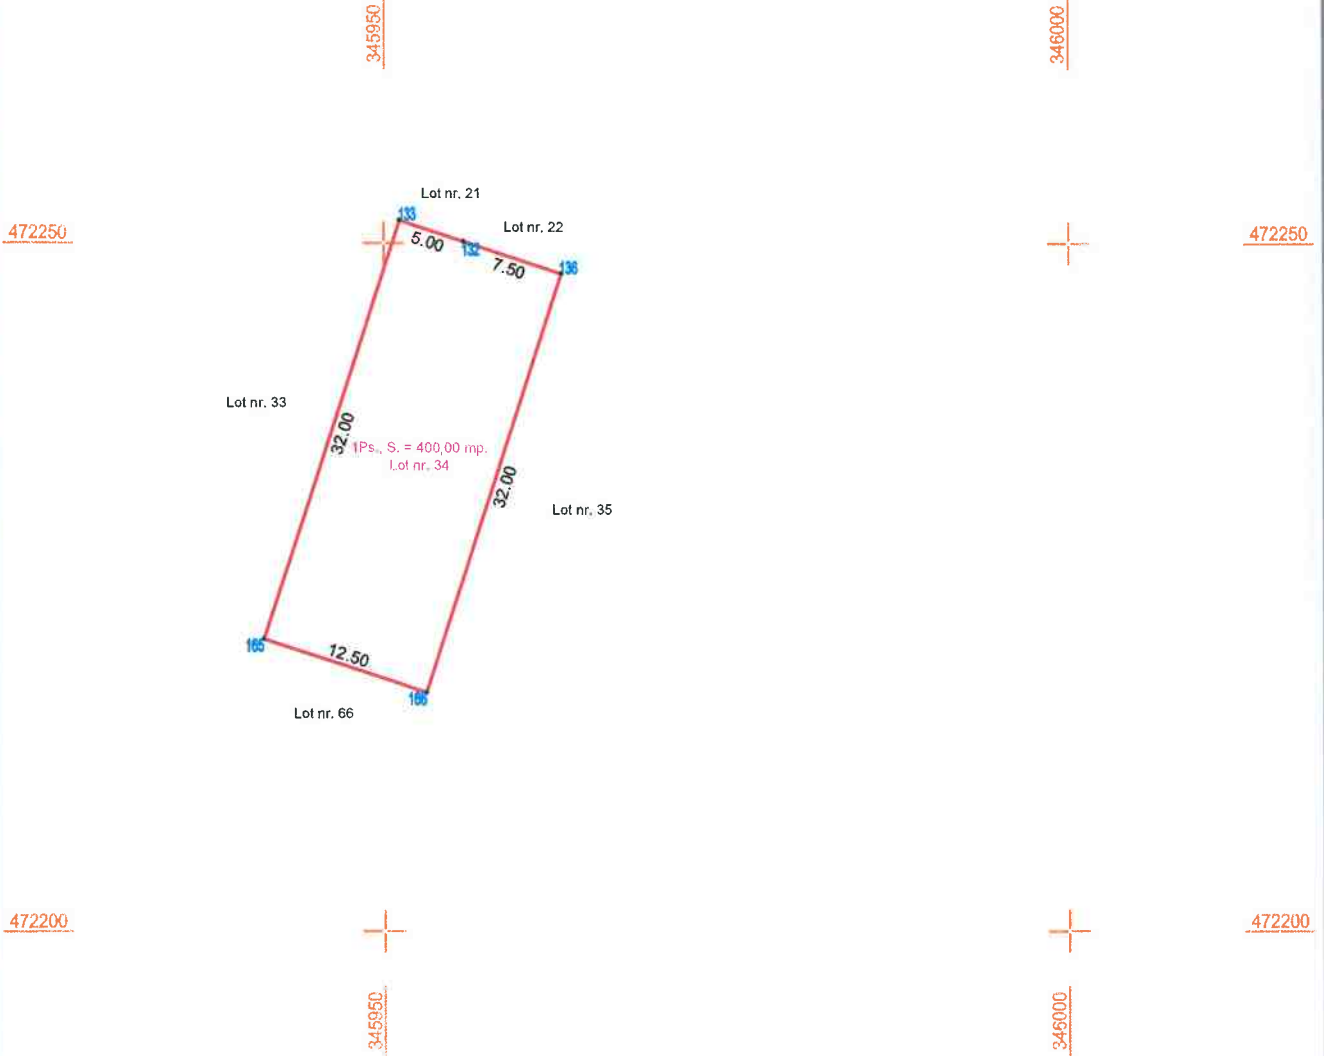 345950
346000
Lot nr. 21
133
Lot nr. 22
472250
472250
5.00
132
7.50
136
Lot nr. 33
32.00
1Ps., S. = 400,00 mp.
Lot nr. 34
32.00
Lot nr. 35
165
12.50
166
Lot nr. 66
472200
472200
345950
346000